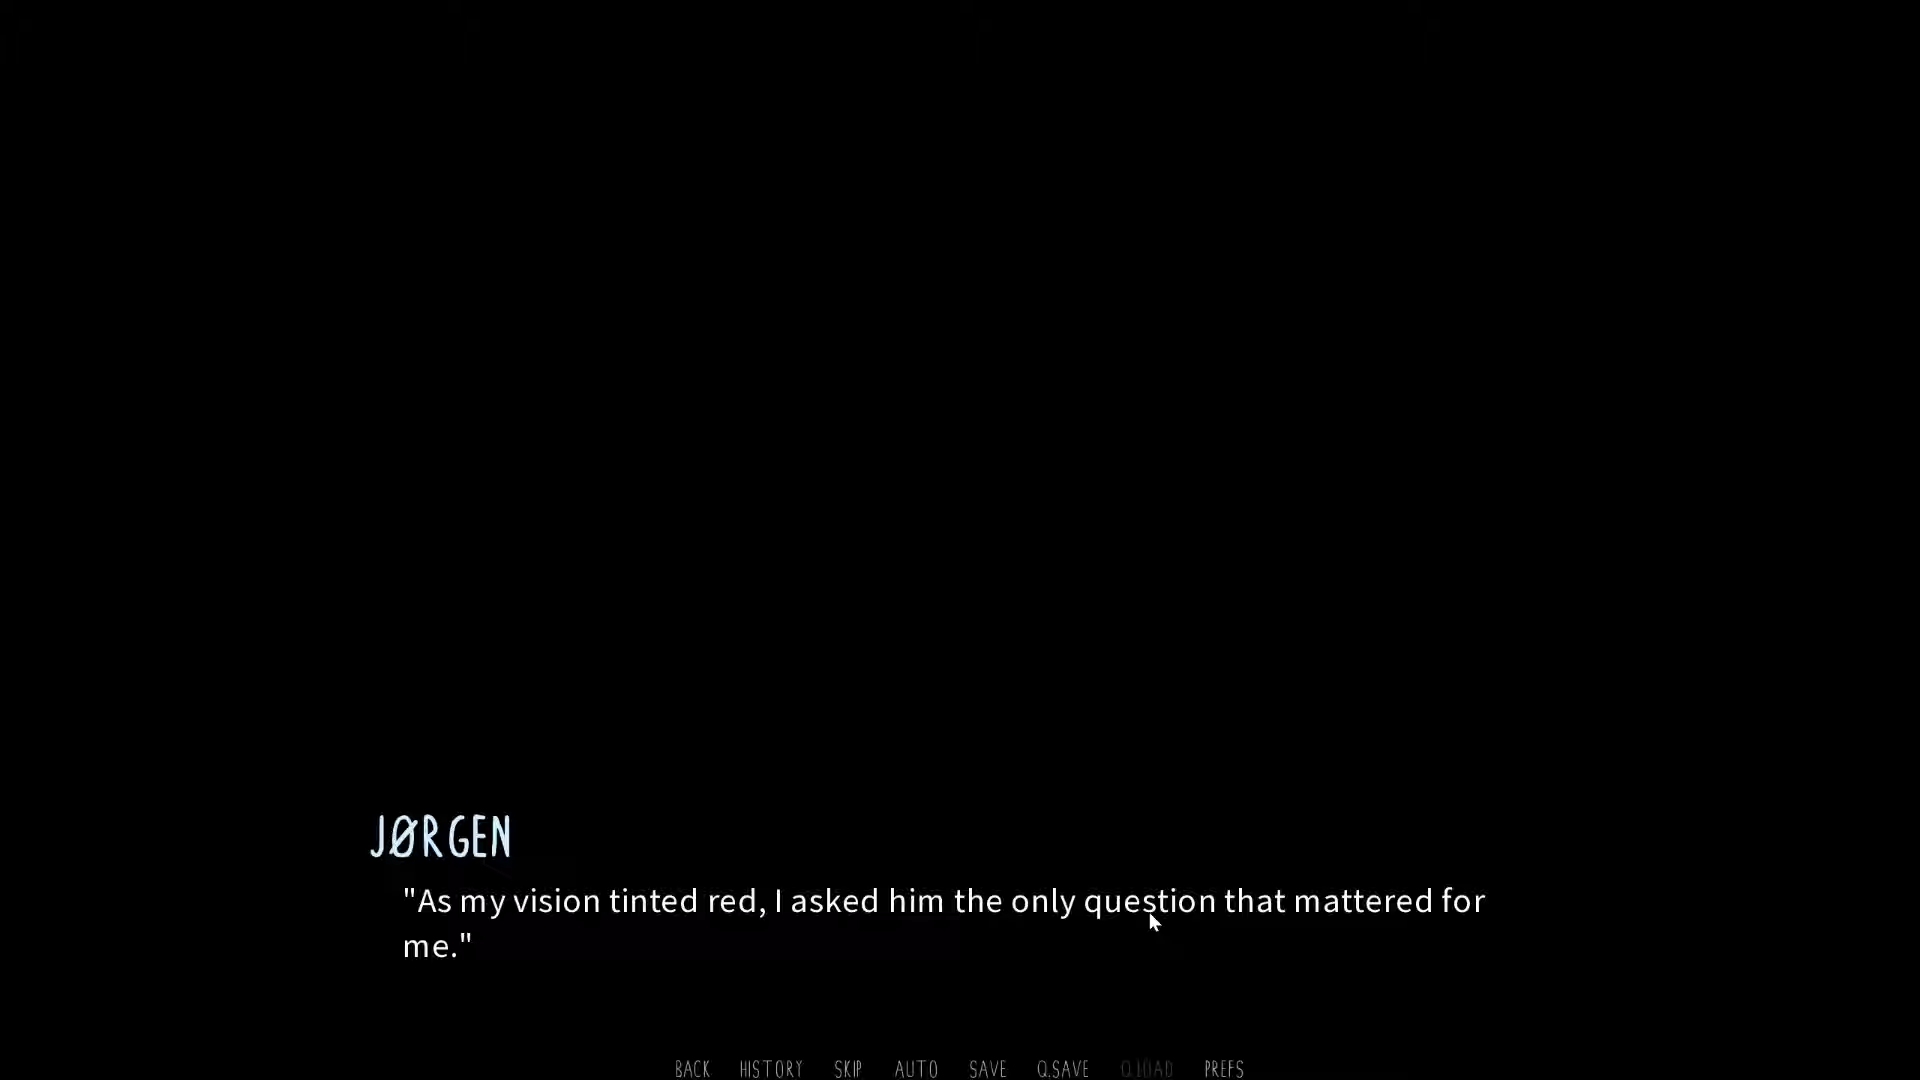 JØRGEN
"As my vision tinted red, I asked him the only question that mattered for
me."
BACK HISTORY SKIP AUTO SAVE Q.SAVE Q.LOAD PREFS